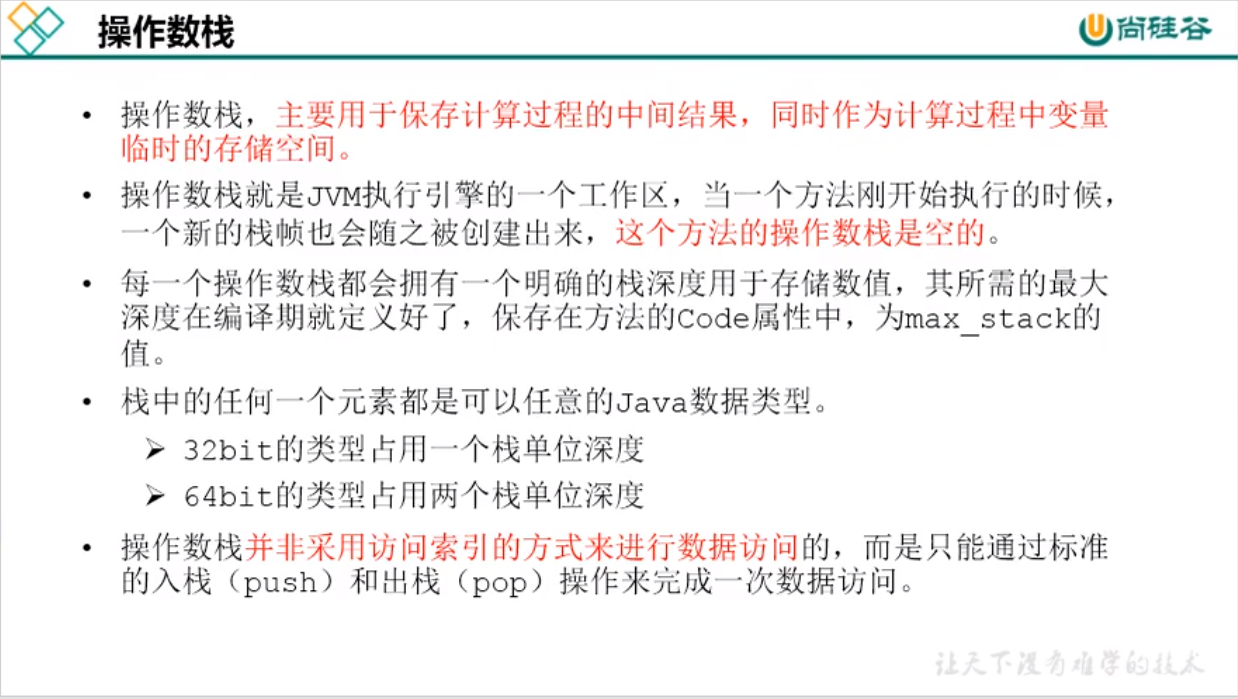 操作数栈
尚硅谷
• 操作数栈，主要用于保存计算过程的中间结果，同时作为计算过程中变量
临时的存储空间。
• 操作数栈就是JVM执行引擎的一个工作区，当一个方法刚开始执行的时候，
一个新的栈帧也会随之被创建出来，这个方法的操作数栈是空的。
• 每一个操作数栈都会拥有一个明确的栈深度用于存储数值，其所需的最大
深度在编译期就定义好了，保存在方法的Code属性中，为max_stack的
值。
• 栈中的任何一个元素都是可以任意的Java数据类型。
➢ 32bit的类型占用一个栈单位深度
➢ 64bit的类型占用两个栈单位深度
• 操作数栈并非采用访问索引的方式来进行数据访问的，而是只能通过标准
的入栈（push）和出栈（pop）操作来完成一次数据访问。
让天下没有难学的技术